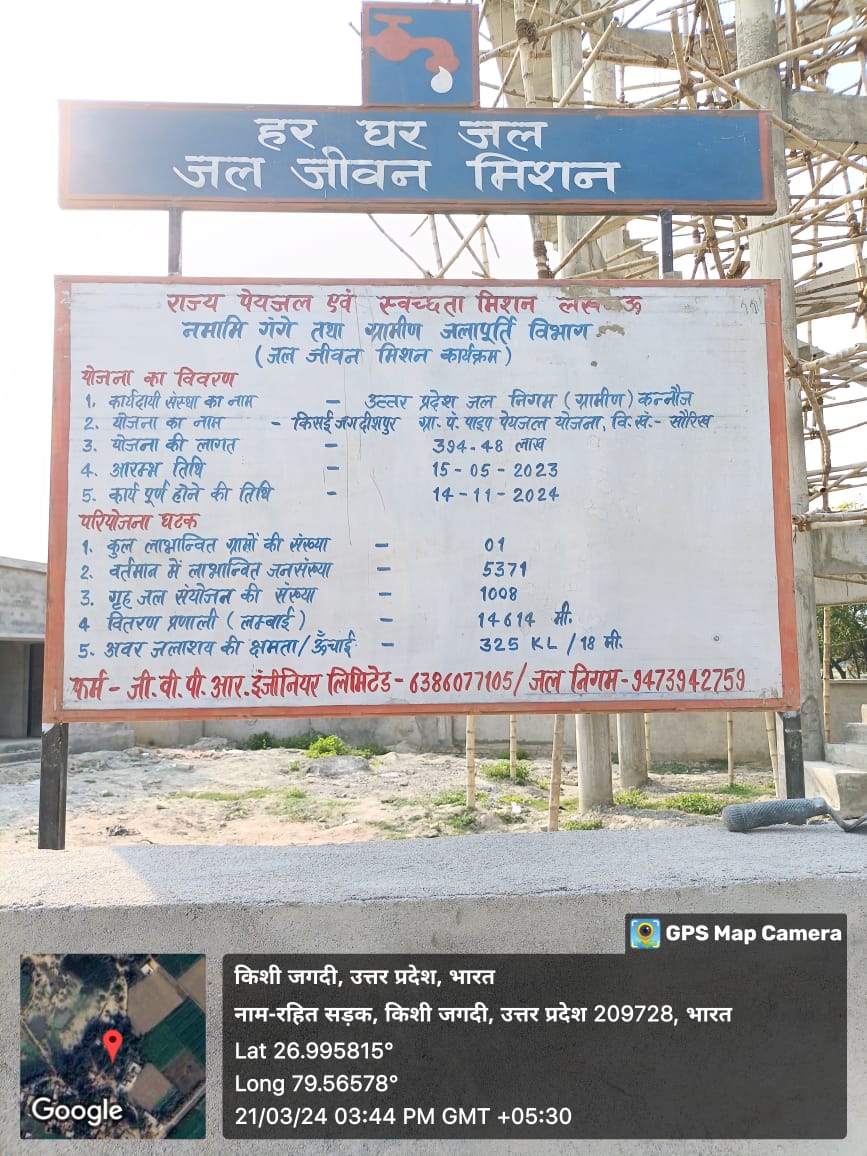 हर घर जल
जल जीवन मिशन
राज्य पेयजल एवं स्वच्छता मिशन
नमामि गंगे तथा ग्रामीण जलापूर्ति विभाग
(जल जीवन मिशन कार्यक्रम)
योजना का विवरण
1. कार्यदायी संस्था का नाम - उत्तर प्रदेश जल निगम (ग्रामीण) कन्नौज
2. योजना का नाम - किसई जगदीशपुर ग्रा. पं. पाइप पेयजल योजना, वि.खं.- सौरिख
3. योजना की लागत - 394.48 लाख
4. आरम्भ तिथि - 15-05-2023
5. कार्य पूर्ण होने की तिथि - 14-11-2024
परियोजना घटक
1. कुल लाभान्वित ग्रामों की संख्या - 01
2. वर्तमान में लाभान्वित जनसंख्या - 5371
3. गृह जल संयोजन की संख्या - 1008
4 वितरण प्रणाली (लम्बाई) - 14614 मी.
5. अवर जलाशय की क्षमता/ऊँचाई - 325 KL / 18 मी.
फर्म - जी.वी.पी.आर.इंजीनियर लिमिटेड - 6386077105/ जल निगम-9473942759
GPS Map Camera
किशी जगदी, उत्तर प्रदेश, भारत
नाम-रहित सड़क, किशी जगदी, उत्तर प्रदेश 209728, भारत
Lat 26.995815°
Long 79.56578°
21/03/24 03:44 PM GMT +05:30
Google